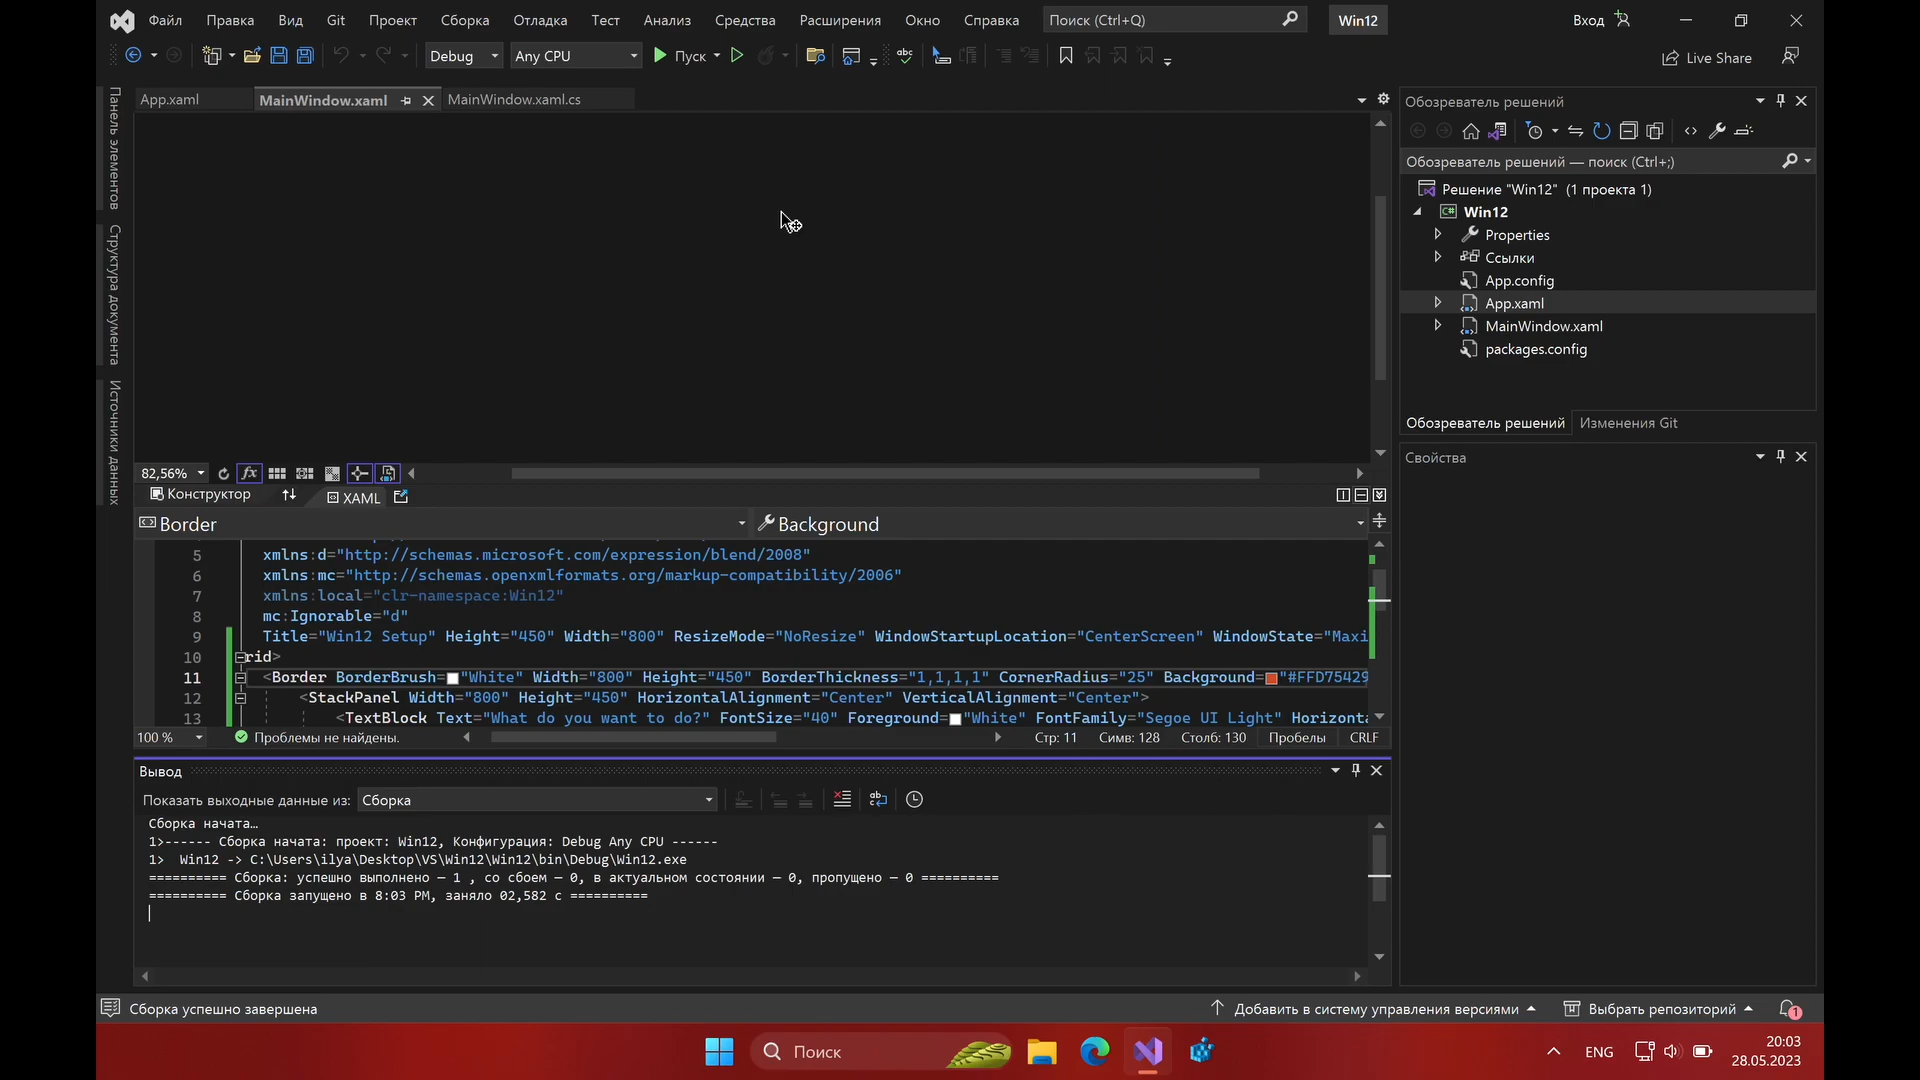 Файл Правка Вид Git Проект Сборка Отладка Тест Анализ Средства Расширения Окно Справка Поиск (Ctrl+Q) Win12 Вход
Debug Any CPU Пуск Live Share
App.xaml MainWindow.xaml MainWindow.xaml.cs
Панель элементов
Структура документа
Источники данных
Обозреватель решений
Обозреватель решений — поиск (Ctrl+;)
Решение "Win12" (1 проекта 1)
C# Win12
Properties
Ссылки
App.config
App.xaml
MainWindow.xaml
packages.config
Обозреватель решений Изменения Git
Свойства
82,56% fx
Конструктор XAML
Border Background
5 xmlns:d="http://schemas.microsoft.com/expression/blend/2008"
6 xmlns:mc="http://schemas.openxmlformats.org/markup-compatibility/2006"
7 xmlns:local="clr-namespace:Win12"
8 mc:Ignorable="d"
9 Title="Win12 Setup" Height="450" Width="800" ResizeMode="NoResize" WindowStartupLocation="CenterScreen" WindowState="Maxi
10 rid>
11 <Border BorderBrush="White" Width="800" Height="450" BorderThickness="1,1,1,1" CornerRadius="25" Background="#FFD75429
12 <StackPanel Width="800" Height="450" HorizontalAlignment="Center" VerticalAlignment="Center">
13 <TextBlock Text="What do you want to do?" FontSize="40" Foreground="White" FontFamily="Segoe UI Light" Horizonta
100 % Проблемы не найдены. Стр: 11 Симв: 128 Столб: 130 Пробелы CRLF
Вывод
Показать выходные данные из: Сборка
Сборка начата…
1>------ Сборка начата: проект: Win12, Конфигурация: Debug Any CPU ------
1> Win12 -> C:\Users\ilya\Desktop\VS\Win12\Win12\bin\Debug\Win12.exe
========== Сборка: успешно выполнено — 1 , со сбоем — 0, в актуальном состоянии — 0, пропущено — 0 ==========
========== Сборка запущено в 8:03 PM, заняло 02,582 с ==========
Сборка успешно завершена Добавить в систему управления версиями Выбрать репозиторий 1
Поиск ENG 20:03
28.05.2023